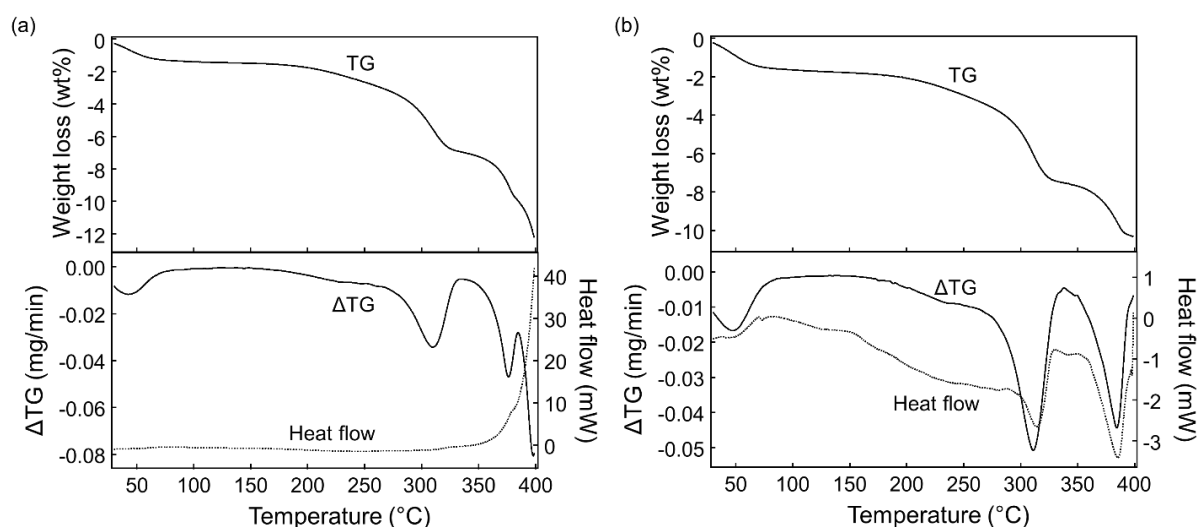 (a)
0
-2
-4
-6
-8
-10
-12
Weight loss (wt%)
TG
0.00
-0.02
-0.04
-0.06
-0.08
ΔTG (mg/min)
ΔTG
Heat flow
40
30
20
10
0
Heat flow (mW)
50 100 150 200 250 300 350 400
Temperature (°C)
(b)
0
-2
-4
-6
-8
-10
Weight loss (wt%)
TG
0.00
-0.01
-0.02
-0.03
-0.04
-0.05
ΔTG (mg/min)
ΔTG
Heat flow
1
0
-1
-2
-3
Heat flow (mW)
50 100 150 200 250 300 350 400
Temperature (°C)